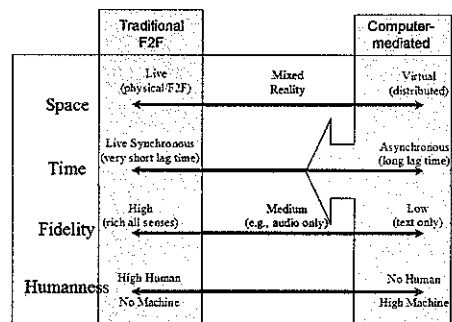 Traditional
F2F
Computer-
mediated
Space
Live
(physical/F2F)
Mixed
Reality
Virtual
(distributed)
Time
Live Synchronous
(very short lag time)
Asynchronous
(long lag time)
Fidelity
High
(rich all senses)
Medium
(e.g., audio only)
Low
(text only)
Humanness
High Human
No Machine
No Human
High Machine